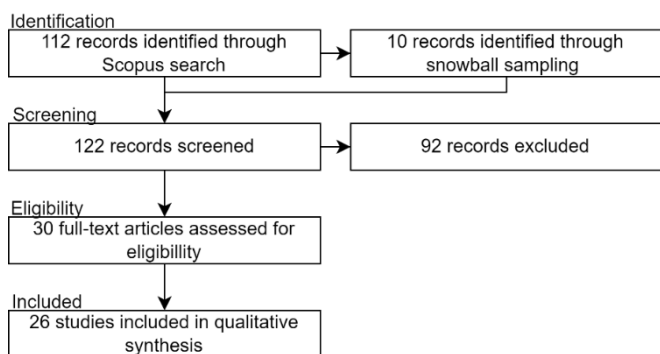 Identification
112 records identified through
Scopus search
10 records identified through
snowball sampling
Screening
122 records screened
92 records excluded
Eligibility
30 full-text articles assessed for
eligibillity
Included
26 studies included in qualitative
synthesis